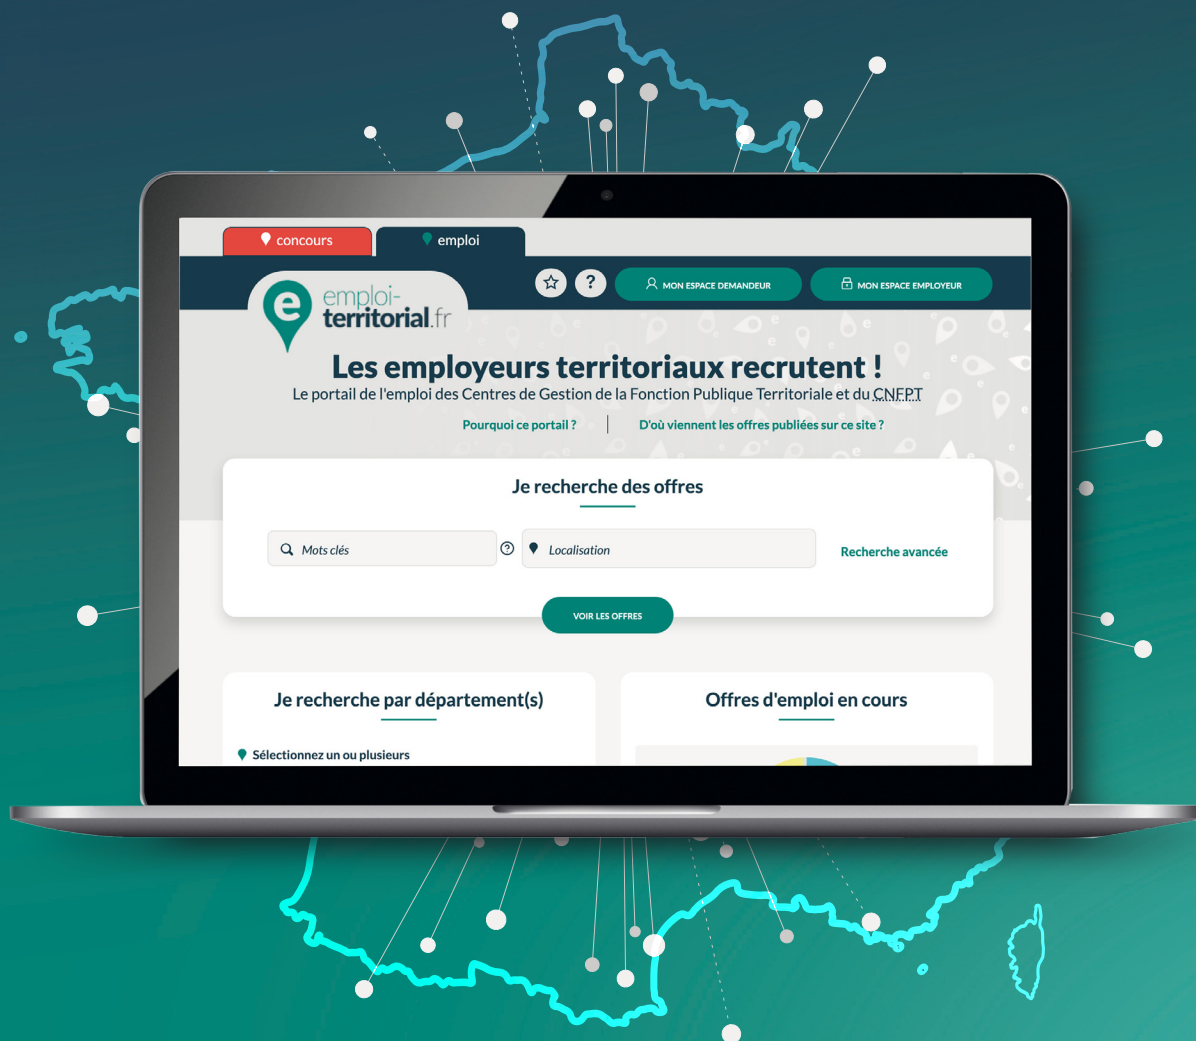 concours
emploi
emploi-
territorial.fr
?
MON ESPACE DEMANDEUR
MON ESPACE EMPLOYEUR
Les employeurs territoriaux recrutent !
Le portail de l'emploi des Centres de Gestion de la Fonction Publique Territoriale et du CNFPT
Pourquoi ce portail ?
D'où viennent les offres publiées sur ce site ?
Je recherche des offres
Mots clés
?
Localisation
Recherche avancée
VOIR LES OFFRES
Je recherche par département(s)
Offres d'emploi en cours
Sélectionnez un ou plusieurs